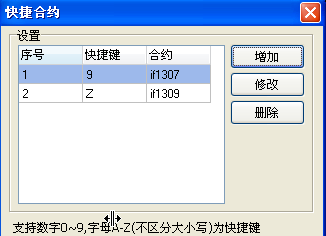 快捷合约
设置
序号 快捷键 合约
1 9 if1307
2 Z if1309
增加
修改
删除
支持数字0~9,字母A-Z(不区分大小写)为快捷键